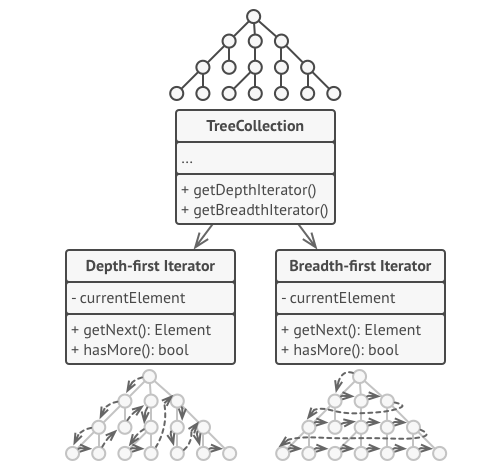 TreeCollection
...
+ getDepthIterator()
+ getBreadthIterator()
Depth-first Iterator
- currentElement
+ getNext(): Element
+ hasMore(): bool
Breadth-first Iterator
- currentElement
+ getNext(): Element
+ hasMore(): bool